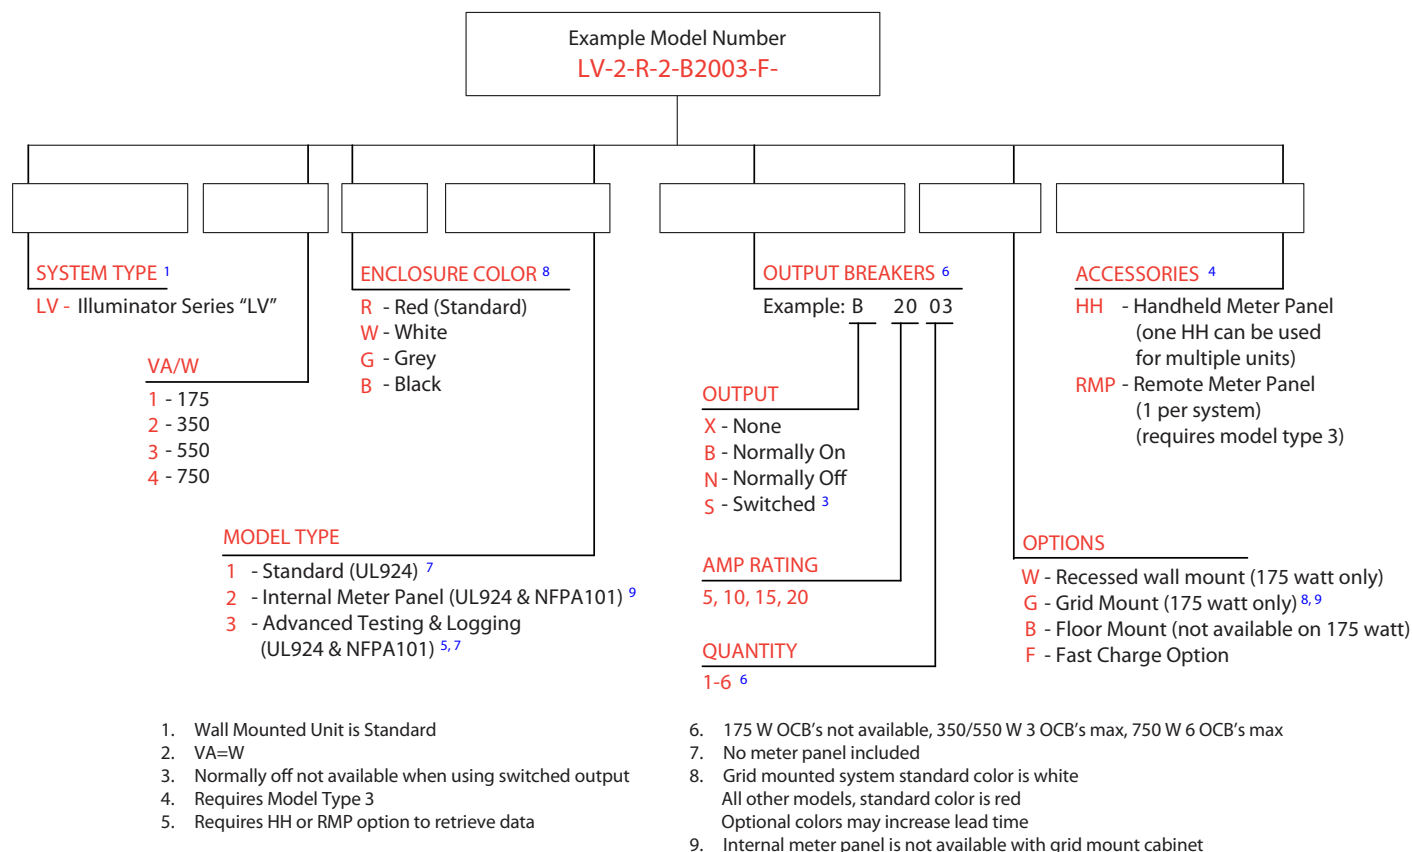 Example Model Number
LV-2-R-2-B2003-F-
SYSTEM TYPE 1
LV - Illuminator Series “LV”
VA/W
1 - 175
2 - 350
3 - 550
4 - 750
ENCLOSURE COLOR 8
R - Red (Standard)
W - White
G - Grey
B - Black
MODEL TYPE
1 - Standard (UL924) 7
2 - Internal Meter Panel (UL924 & NFPA101) 9
3 - Advanced Testing & Logging
(UL924 & NFPA101) 5, 7
OUTPUT BREAKERS 6
Example: B 20 03
OUTPUT
X - None
B - Normally On
N - Normally Off
S - Switched 3
AMP RATING
5, 10, 15, 20
QUANTITY
1-6 6
OPTIONS
W - Recessed wall mount (175 watt only)
G - Grid Mount (175 watt only) 8, 9
B - Floor Mount (not available on 175 watt)
F - Fast Charge Option
ACCESSORIES 4
HH - Handheld Meter Panel
(one HH can be used
for multiple units)
RMP - Remote Meter Panel
(1 per system)
(requires model type 3)
1. Wall Mounted Unit is Standard
2. VA=W
3. Normally off not available when using switched output
4. Requires Model Type 3
5. Requires HH or RMP option to retrieve data
6. 175 W OCB’s not available, 350/550 W 3 OCB’s max, 750 W 6 OCB’s max
7. No meter panel included
8. Grid mounted system standard color is white
All other models, standard color is red
Optional colors may increase lead time
9. Internal meter panel is not available with grid mount cabinet